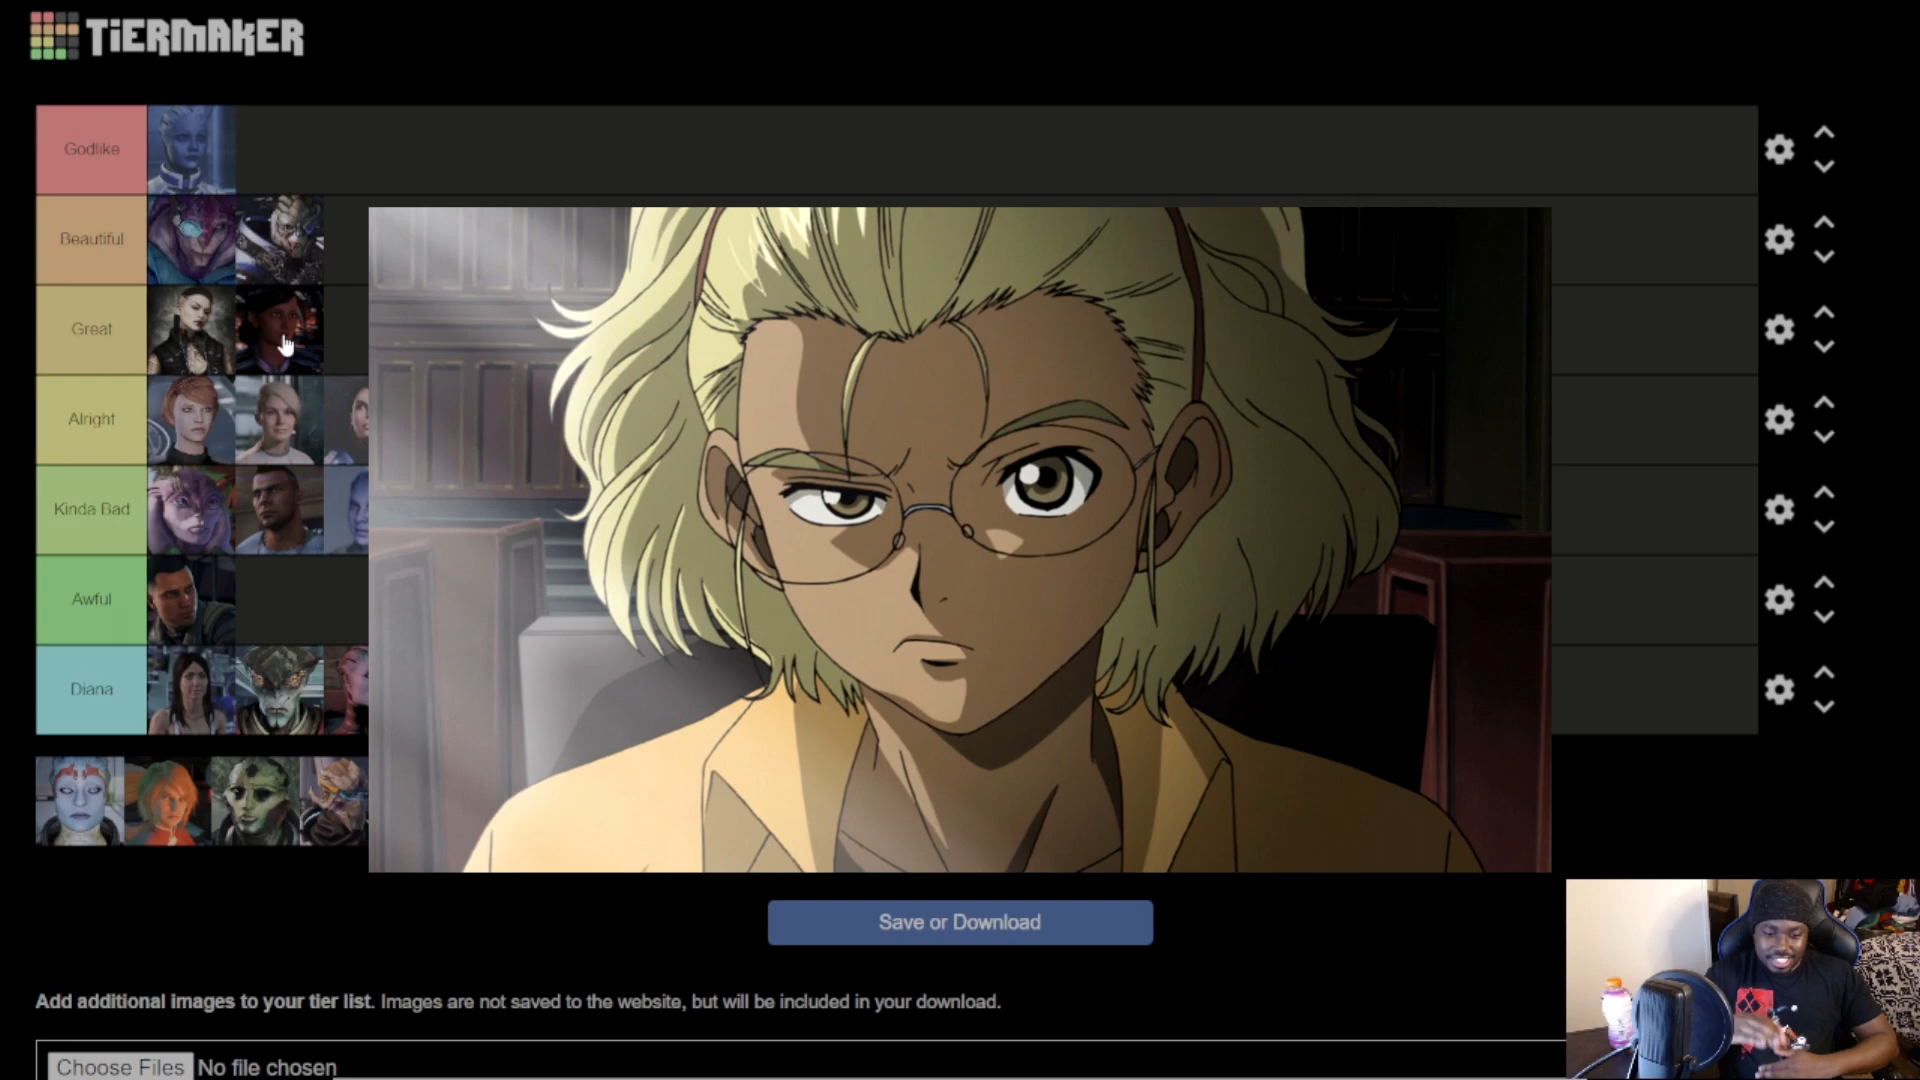 TiERMAKER
Godlike
Beautiful
Great
Alright
Kinda Bad
Awful
Diana
Save or Download
Add additional images to your tier list. Images are not saved to the website, but will be included in your download.
Choose Files No file chosen